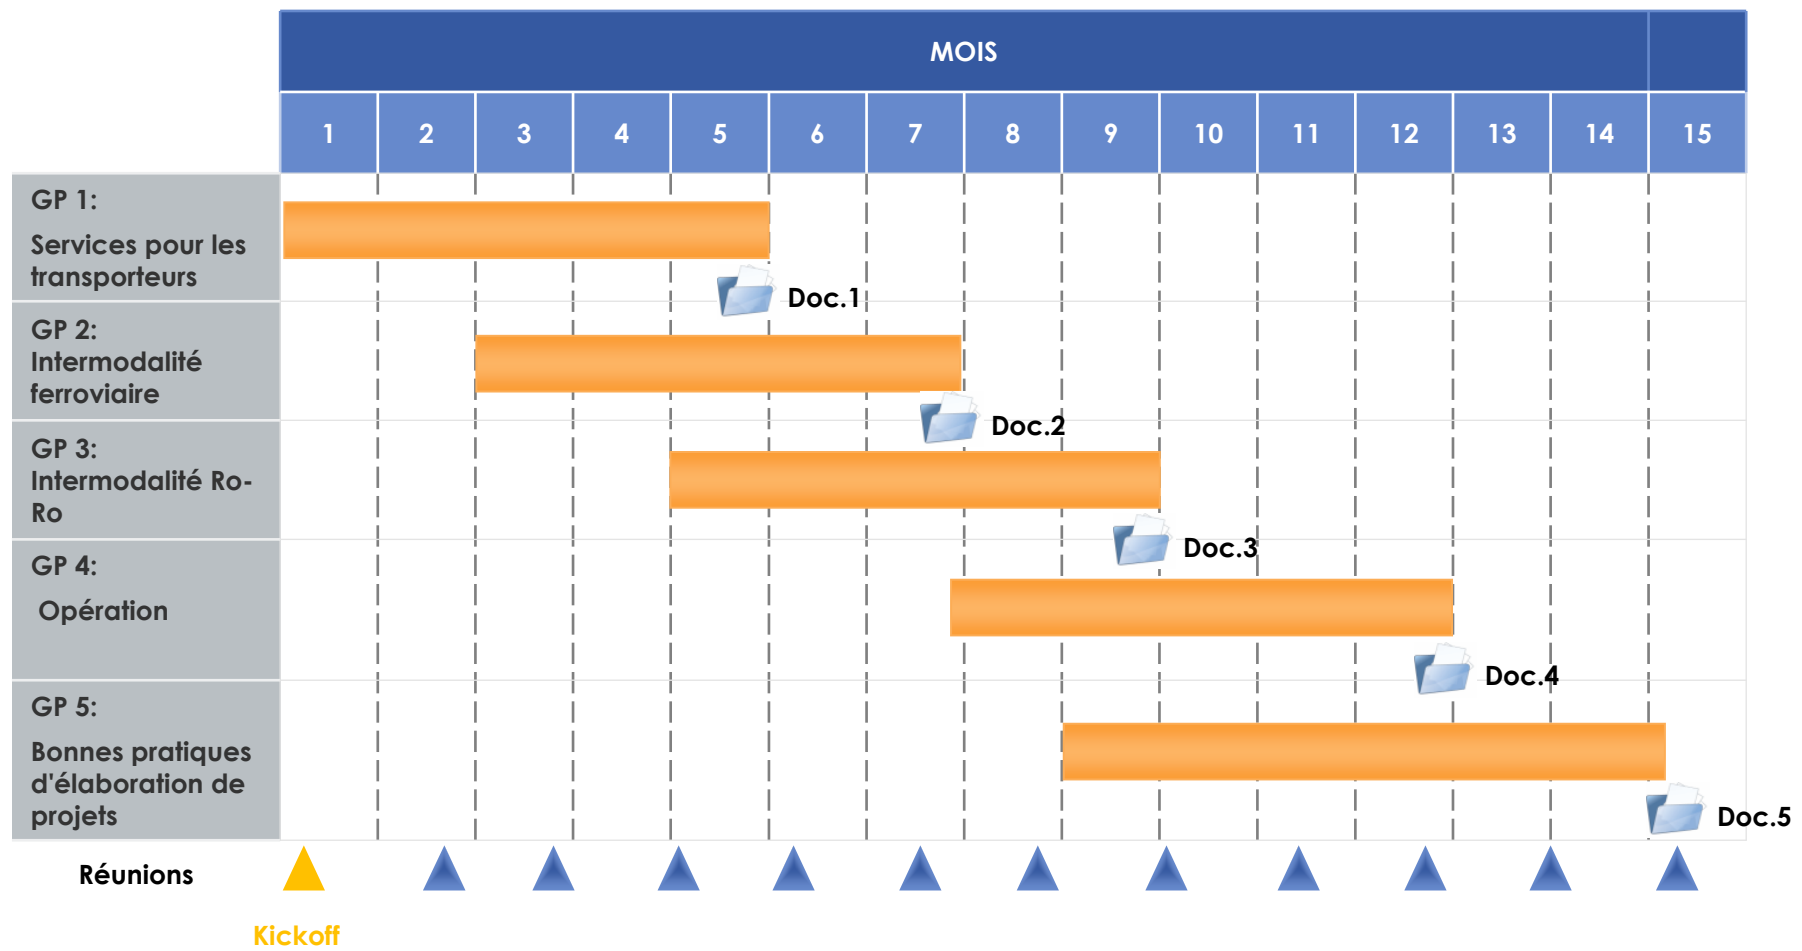 MOIS
1 2 3 4 5 6 7 8 9 10 11 12 13 14 15
GP 1:
Services pour les
transporteurs
Doc.1
GP 2:
Intermodalité
ferroviaire
Doc.2
GP 3:
Intermodalité Ro-
Ro
Doc.3
GP 4:
Opération
Doc.4
GP 5:
Bonnes pratiques
d'élaboration de
projets
Doc.5
Réunions
Kickoff